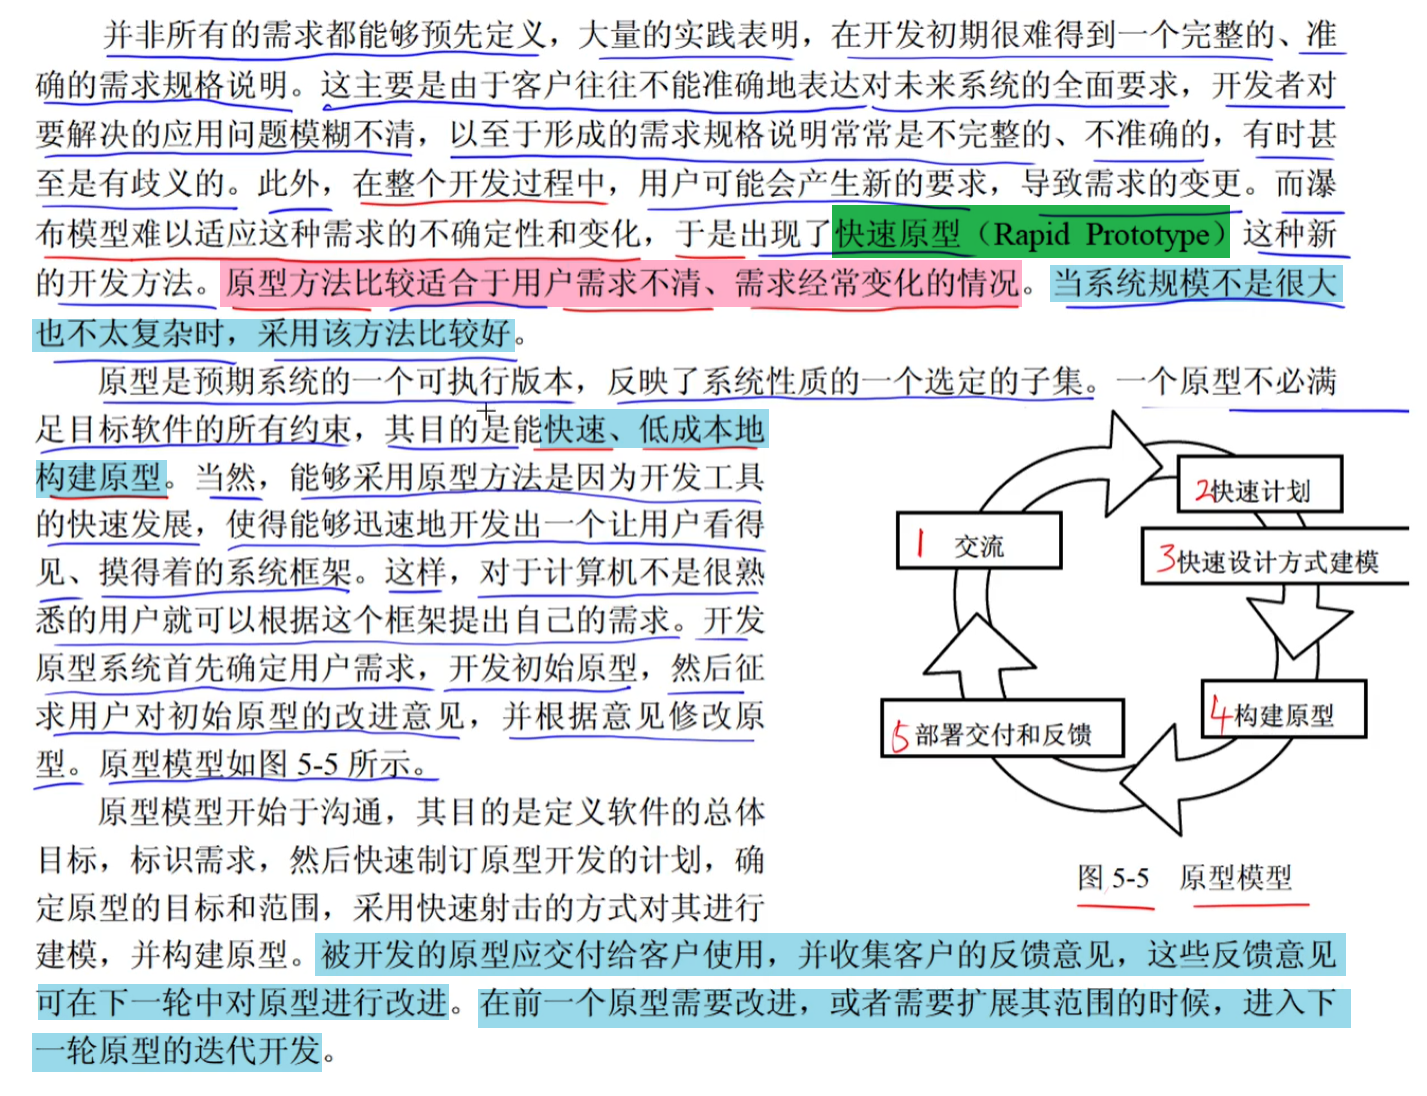 并非所有的需求都能够预先定义，大量的实践表明，在开发初期很难得到一个完整的、准
确的需求规格说明。这主要是由于客户往往不能准确地表达对未来系统的全面要求，开发者对
要解决的应用问题模糊不清，以至于形成的需求规格说明常常是不完整的、不准确的，有时甚
至是有歧义的。此外，在整个开发过程中，用户可能会产生新的要求，导致需求的变更。而瀑
布模型难以适应这种需求的不确定性和变化，于是出现了快速原型（Rapid Prototype）这种新
的开发方法。原型方法比较适合于用户需求不清、需求经常变化的情况。当系统规模不是很大
也不太复杂时，采用该方法比较好。
原型是预期系统的一个可执行版本，反映了系统性质的一个选定的子集。一个原型不必满
足目标软件的所有约束，其目的是能快速、低成本地
构建原型。当然，能够采用原型方法是因为开发工具
的快速发展，使得能够迅速地开发出一个让用户看得
见、摸得着的系统框架。这样，对于计算机不是很熟
悉的用户就可以根据这个框架提出自己的需求。开发
原型系统首先确定用户需求，开发初始原型，然后征
求用户对初始原型的改进意见，并根据意见修改原
型。原型模型如图 5-5 所示。
原型模型开始于沟通，其目的是定义软件的总体
目标，标识需求，然后快速制订原型开发的计划，确
定原型的目标和范围，采用快速射击的方式对其进行
建模，并构建原型。被开发的原型应交付给客户使用，并收集客户的反馈意见，这些反馈意见
可在下一轮中对原型进行改进。在前一个原型需要改进，或者需要扩展其范围的时候，进入下
一轮原型的迭代开发。
1 交流
2快速计划
3快速设计方式建模
4构建原型
5部署交付和反馈
图 5-5 原型模型